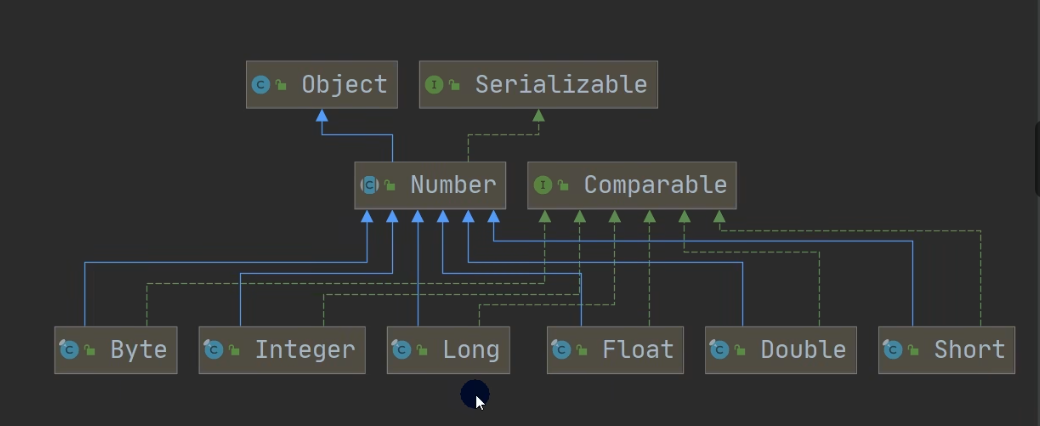 Object Serializable
Number Comparable
Byte Integer Long Float Double Short